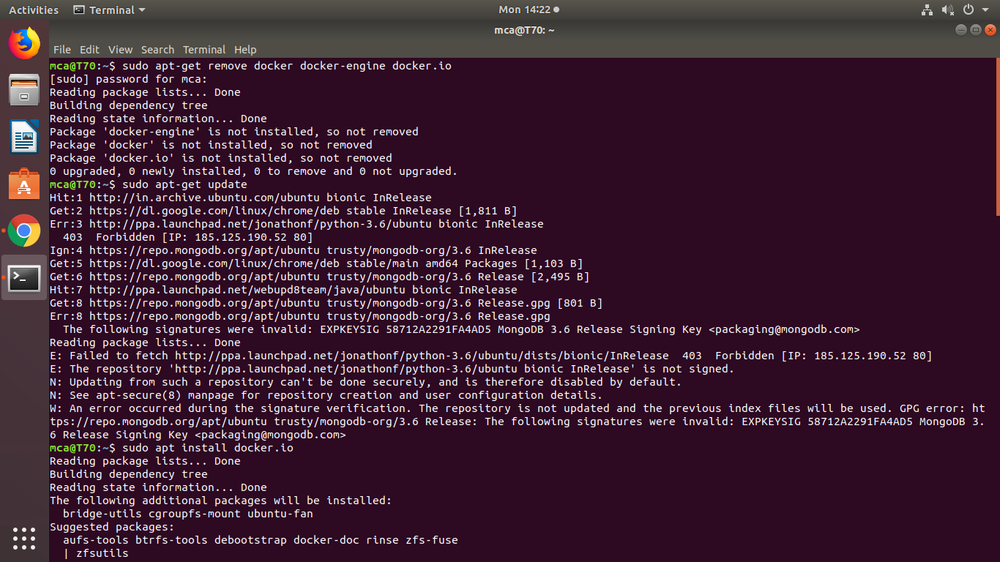 Activities Terminal Mon 14:22
mca@T70: ~
File Edit View Search Terminal Help
mca@T70:~$ sudo apt-get remove docker docker-engine docker.io
[sudo] password for mca:
Reading package lists... Done
Building dependency tree
Reading state information... Done
Package 'docker-engine' is not installed, so not removed
Package 'docker' is not installed, so not removed
Package 'docker.io' is not installed, so not removed
0 upgraded, 0 newly installed, 0 to remove and 0 not upgraded.
mca@T70:~$ sudo apt-get update
Hit:1 http://in.archive.ubuntu.com/ubuntu bionic InRelease
Get:2 https://dl.google.com/linux/chrome/deb stable InRelease [1,811 B]
Err:3 http://ppa.launchpad.net/jonathonf/python-3.6/ubuntu bionic InRelease
  403  Forbidden [IP: 185.125.190.52 80]
Ign:4 https://repo.mongodb.org/apt/ubuntu trusty/mongodb-org/3.6 InRelease
Get:5 https://dl.google.com/linux/chrome/deb stable/main amd64 Packages [1,103 B]
Get:6 https://repo.mongodb.org/apt/ubuntu trusty/mongodb-org/3.6 Release [2,495 B]
Hit:7 http://ppa.launchpad.net/webupd8team/java/ubuntu bionic InRelease
Get:8 https://repo.mongodb.org/apt/ubuntu trusty/mongodb-org/3.6 Release.gpg [801 B]
Err:8 https://repo.mongodb.org/apt/ubuntu trusty/mongodb-org/3.6 Release.gpg
  The following signatures were invalid: EXPKEYSIG 58712A2291FA4AD5 MongoDB 3.6 Release Signing Key <packaging@mongodb.com>
Reading package lists... Done
E: Failed to fetch http://ppa.launchpad.net/jonathonf/python-3.6/ubuntu/dists/bionic/InRelease  403  Forbidden [IP: 185.125.190.52 80]
E: The repository 'http://ppa.launchpad.net/jonathonf/python-3.6/ubuntu bionic InRelease' is not signed.
N: Updating from such a repository can't be done securely, and is therefore disabled by default.
N: See apt-secure(8) manpage for repository creation and user configuration details.
W: An error occurred during the signature verification. The repository is not updated and the previous index files will be used. GPG error: ht
tps://repo.mongodb.org/apt/ubuntu trusty/mongodb-org/3.6 Release: The following signatures were invalid: EXPKEYSIG 58712A2291FA4AD5 MongoDB 3.
6 Release Signing Key <packaging@mongodb.com>
mca@T70:~$ sudo apt install docker.io
Reading package lists... Done
Building dependency tree
Reading state information... Done
The following additional packages will be installed:
  bridge-utils cgroupfs-mount ubuntu-fan
Suggested packages:
  aufs-tools btrfs-tools debootstrap docker-doc rinse zfs-fuse
  | zfsutils